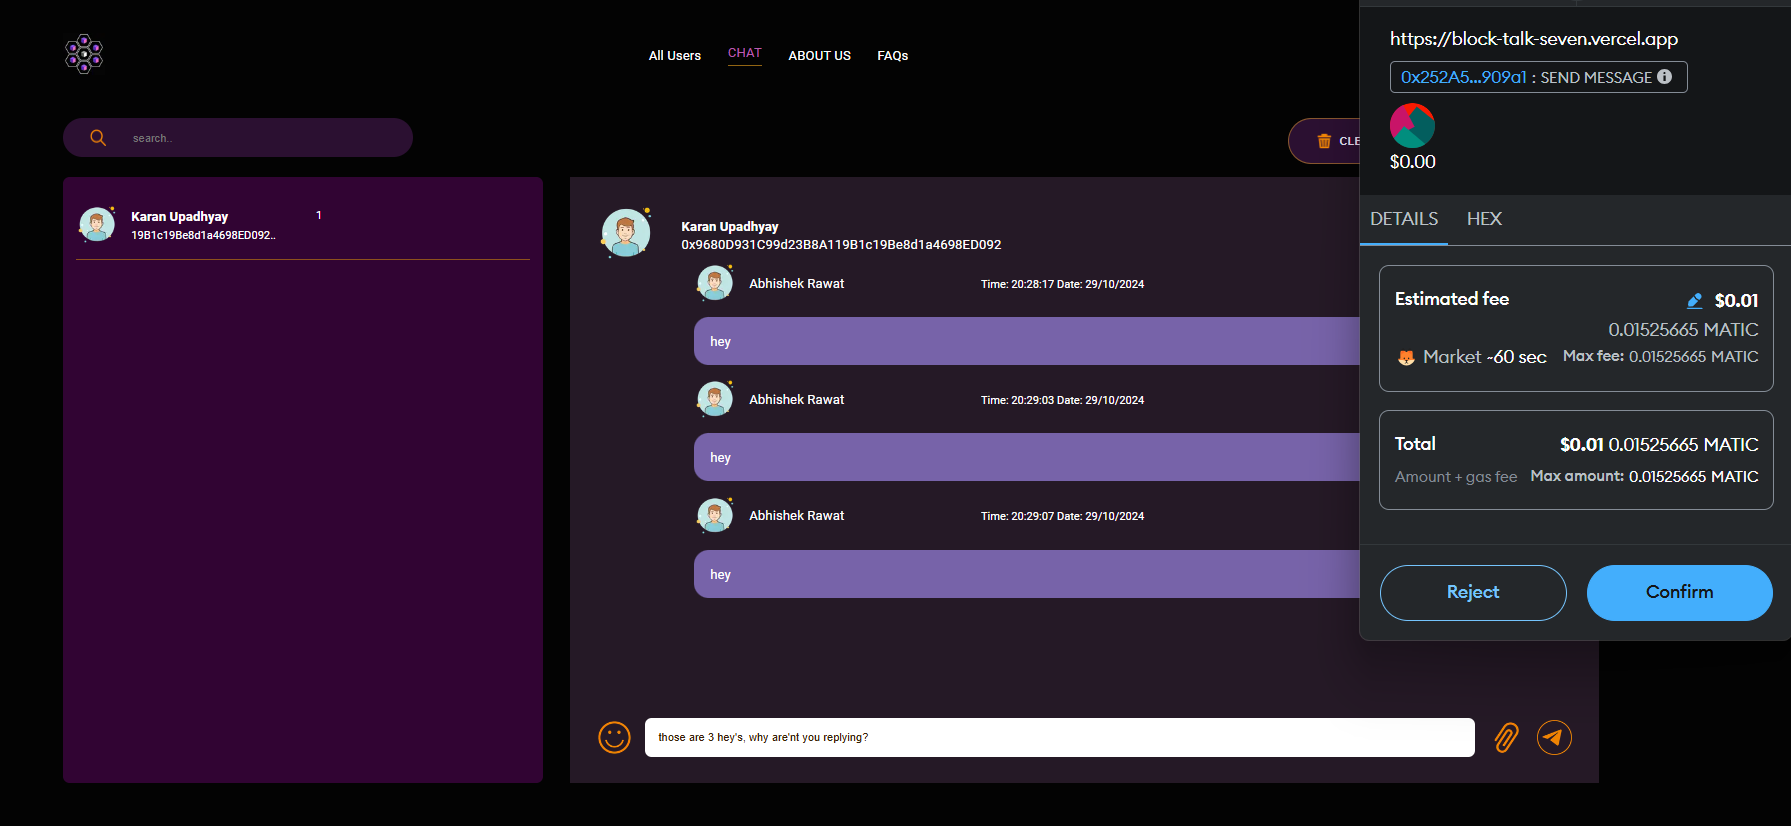 All Users
CHAT
ABOUT US
FAQs
search..
CLE
Karan Upadhyay
1
19B1c19Be8d1a4698ED092..
Karan Upadhyay
0x9680D931C99d23B8A119B1c19Be8d1a4698ED092
Abhishek Rawat
Time: 20:28:17 Date: 29/10/2024
hey
Abhishek Rawat
Time: 20:29:03 Date: 29/10/2024
hey
Abhishek Rawat
Time: 20:29:07 Date: 29/10/2024
hey
those are 3 hey's, why are'nt you replying?
https://block-talk-seven.vercel.app
0x252A5...909a1 : SEND MESSAGE
$0.00
DETAILS
HEX
Estimated fee
$0.01
0.01525665 MATIC
Market ~60 sec
Max fee: 0.01525665 MATIC
Total
$0.01 0.01525665 MATIC
Amount + gas fee
Max amount: 0.01525665 MATIC
Reject
Confirm